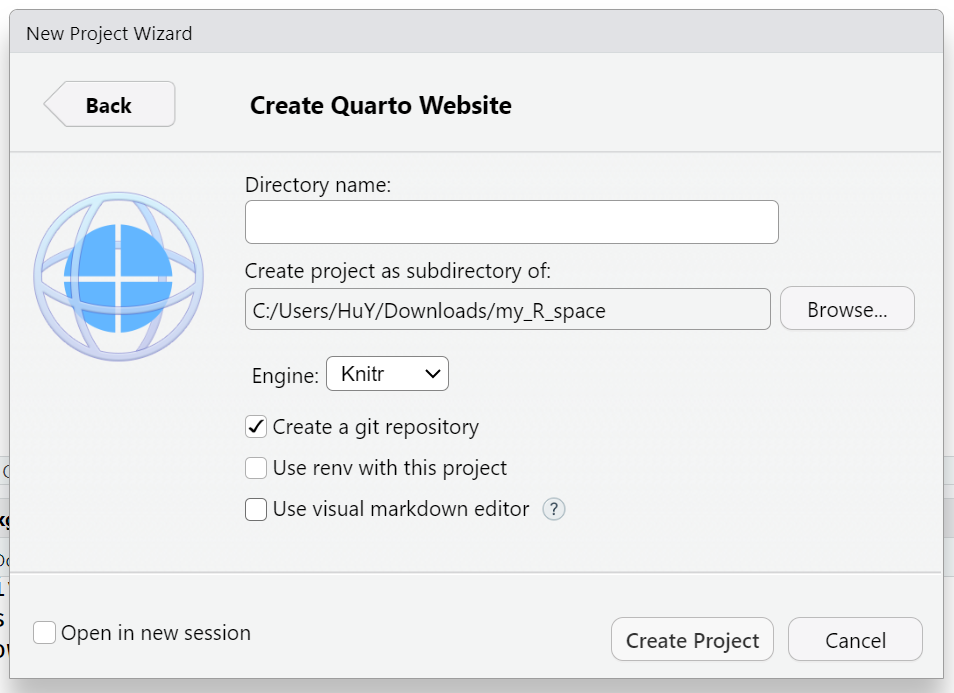 New Project Wizard
Back
Create Quarto Website
Directory name:
Create project as subdirectory of:
C:/Users/HuY/Downloads/my_R_space
Browse...
Engine: Knitr
Create a git repository
Use renv with this project
Use visual markdown editor ?
Open in new session
Create Project
Cancel